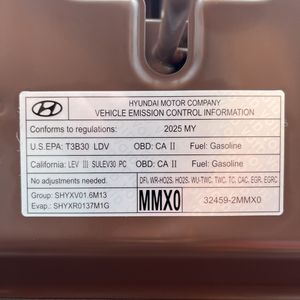 HYUNDAI MOTOR COMPANY
VEHICLE EMISSION CONTROL INFORMATION
Conforms to regulations: 2025 MY
U.S.EPA: T3B30 LDV OBD: CA II Fuel: Gasoline
California: LEV III SULEV30 PC OBD: CA II Fuel: Gasoline
No adjustments needed.
DFI, WR-HO2S, HO2S, WU-TWC, TWC, TC, CAC, EGR, EGRC
Group: SHYXV01.6M13
Evap.: SHYXR0137M1G
MMX0
32459-2MMX0